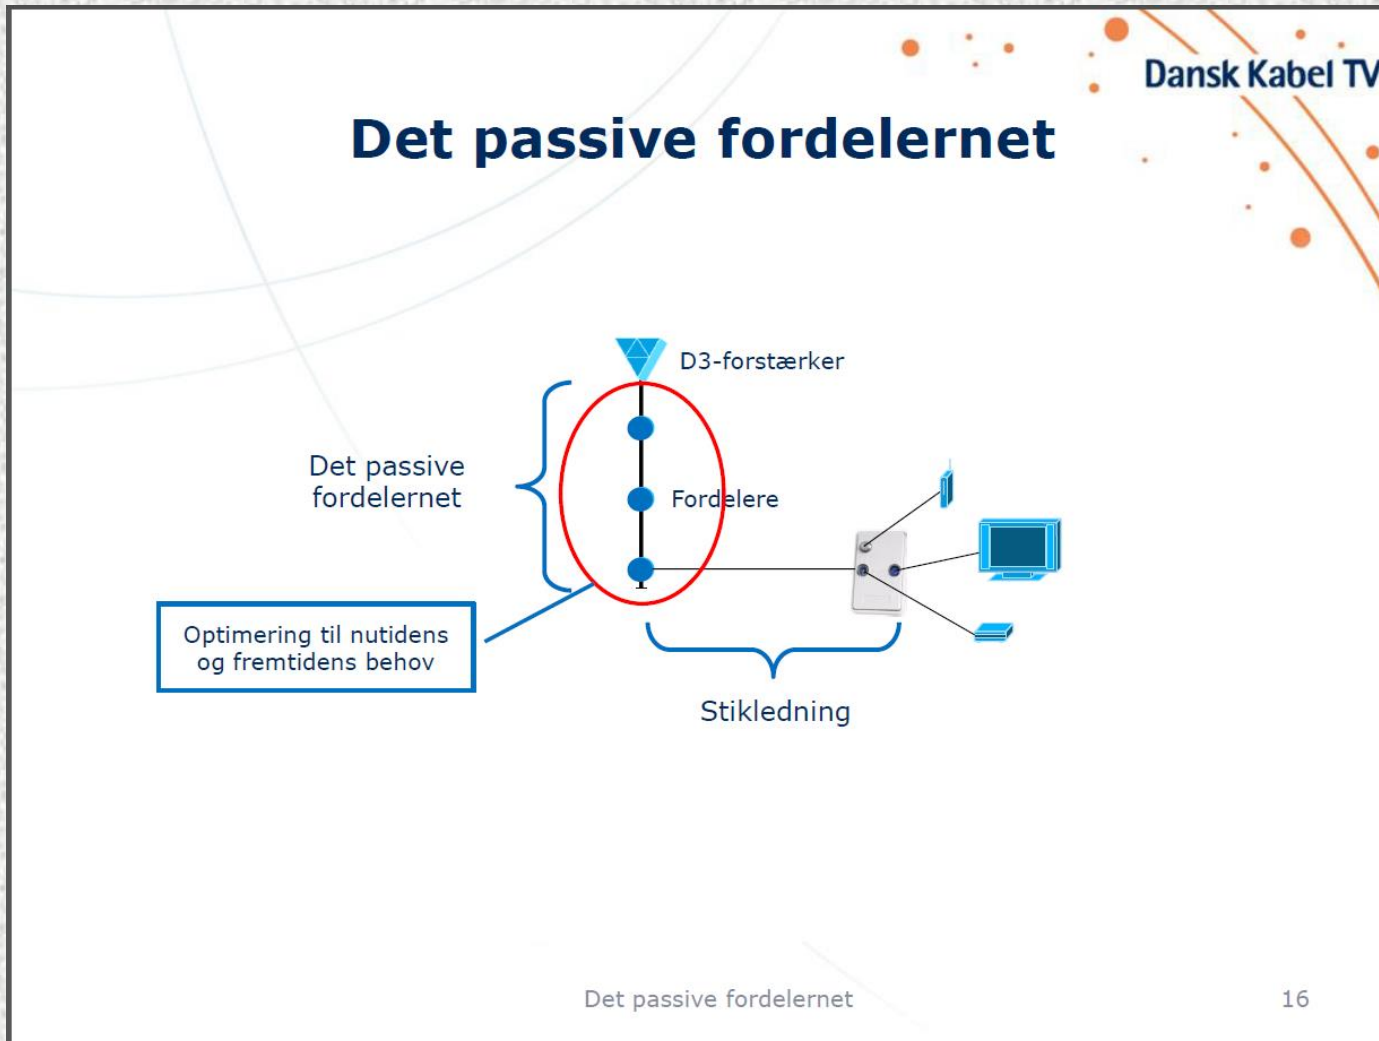 Dansk Kabel TV
Det passive fordelernet
D3-forstærker
Det passive
fordelernet
Fordelere
Optimering til nutidens
og fremtidens behov
Stikledning
Det passive fordelernet
16